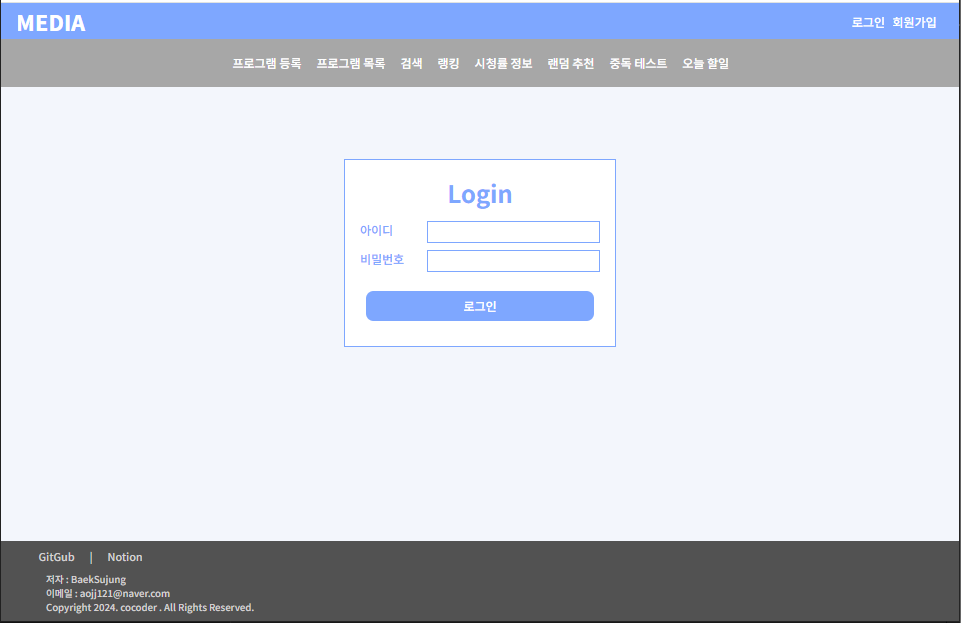 MEDIA 로그인 회원가입
프로그램 등록 프로그램 목록 검색 랭킹 시청률 정보 랜덤 추천 중독 테스트 오늘 할일
Login
아이디
비밀번호
로그인
GitGub | Notion
저자 : BaekSujung
이메일 : aojj121@naver.com
Copyright 2024. cocoder . All Rights Reserved.